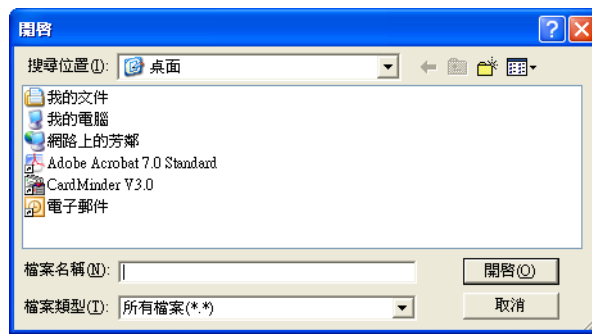 開啓
搜尋位置(I): 桌面
我的文件
我的電腦
網路上的芳鄰
Adobe Acrobat 7.0 Standard
CardMinder V3.0
電子郵件
檔案名稱(N): 開啓(O)
檔案類型(T): 所有檔案(*.*) 取消